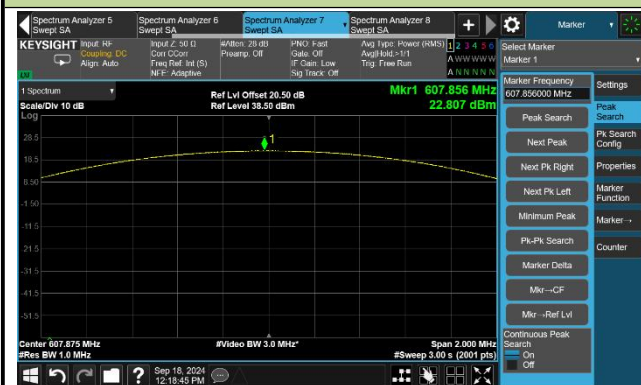 Spectrum Analyzer 5
Swept SA
Spectrum Analyzer 6
Swept SA
Spectrum Analyzer 7
Swept SA
Spectrum Analyzer 8
Swept SA
+
Marker
KEYSIGHT
Input: RF
Coupling: DC
Align: Auto
Input Z: 50 Ω
Corr CCorr
Freq Ref: Int (S)
NFE: Adaptive
#Atten: 28 dB
Preamp: Off
PNO: Fast
Gate: Off
IF Gain: Low
Sig Track: Off
Avg Type: Power (RMS)
Avg|Hold:>1/1
Trig: Free Run
1 2 3 4 5 6
A W W W W W
A N N N N N
LXI
Select Marker
Marker 1
1 Spectrum
Scale/Div 10 dB
Log
Ref Lvl Offset 20.50 dB
Ref Level 38.50 dBm
Mkr1 607.856 MHz
22.807 dBm
1
28.5
18.5
8.50
-1.50
-11.5
-21.5
-31.5
-41.5
-51.5
Center 607.875 MHz
#Res BW 1.0 MHz
#Video BW 3.0 MHz*
Span 2.000 MHz
#Sweep 3.00 s (2001 pts)
Marker Frequency
607.856000 MHz
Peak Search
Next Peak
Next Pk Right
Next Pk Left
Minimum Peak
Pk-Pk Search
Marker Delta
Mkr→CF
Mkr→Ref Lvl
Continuous Peak
Search
On
Off
Settings
Peak
Search
Pk Search
Config
Properties
Marker
Function
Marker→
Counter
?
Sep 18, 2024
12:18:45 PM